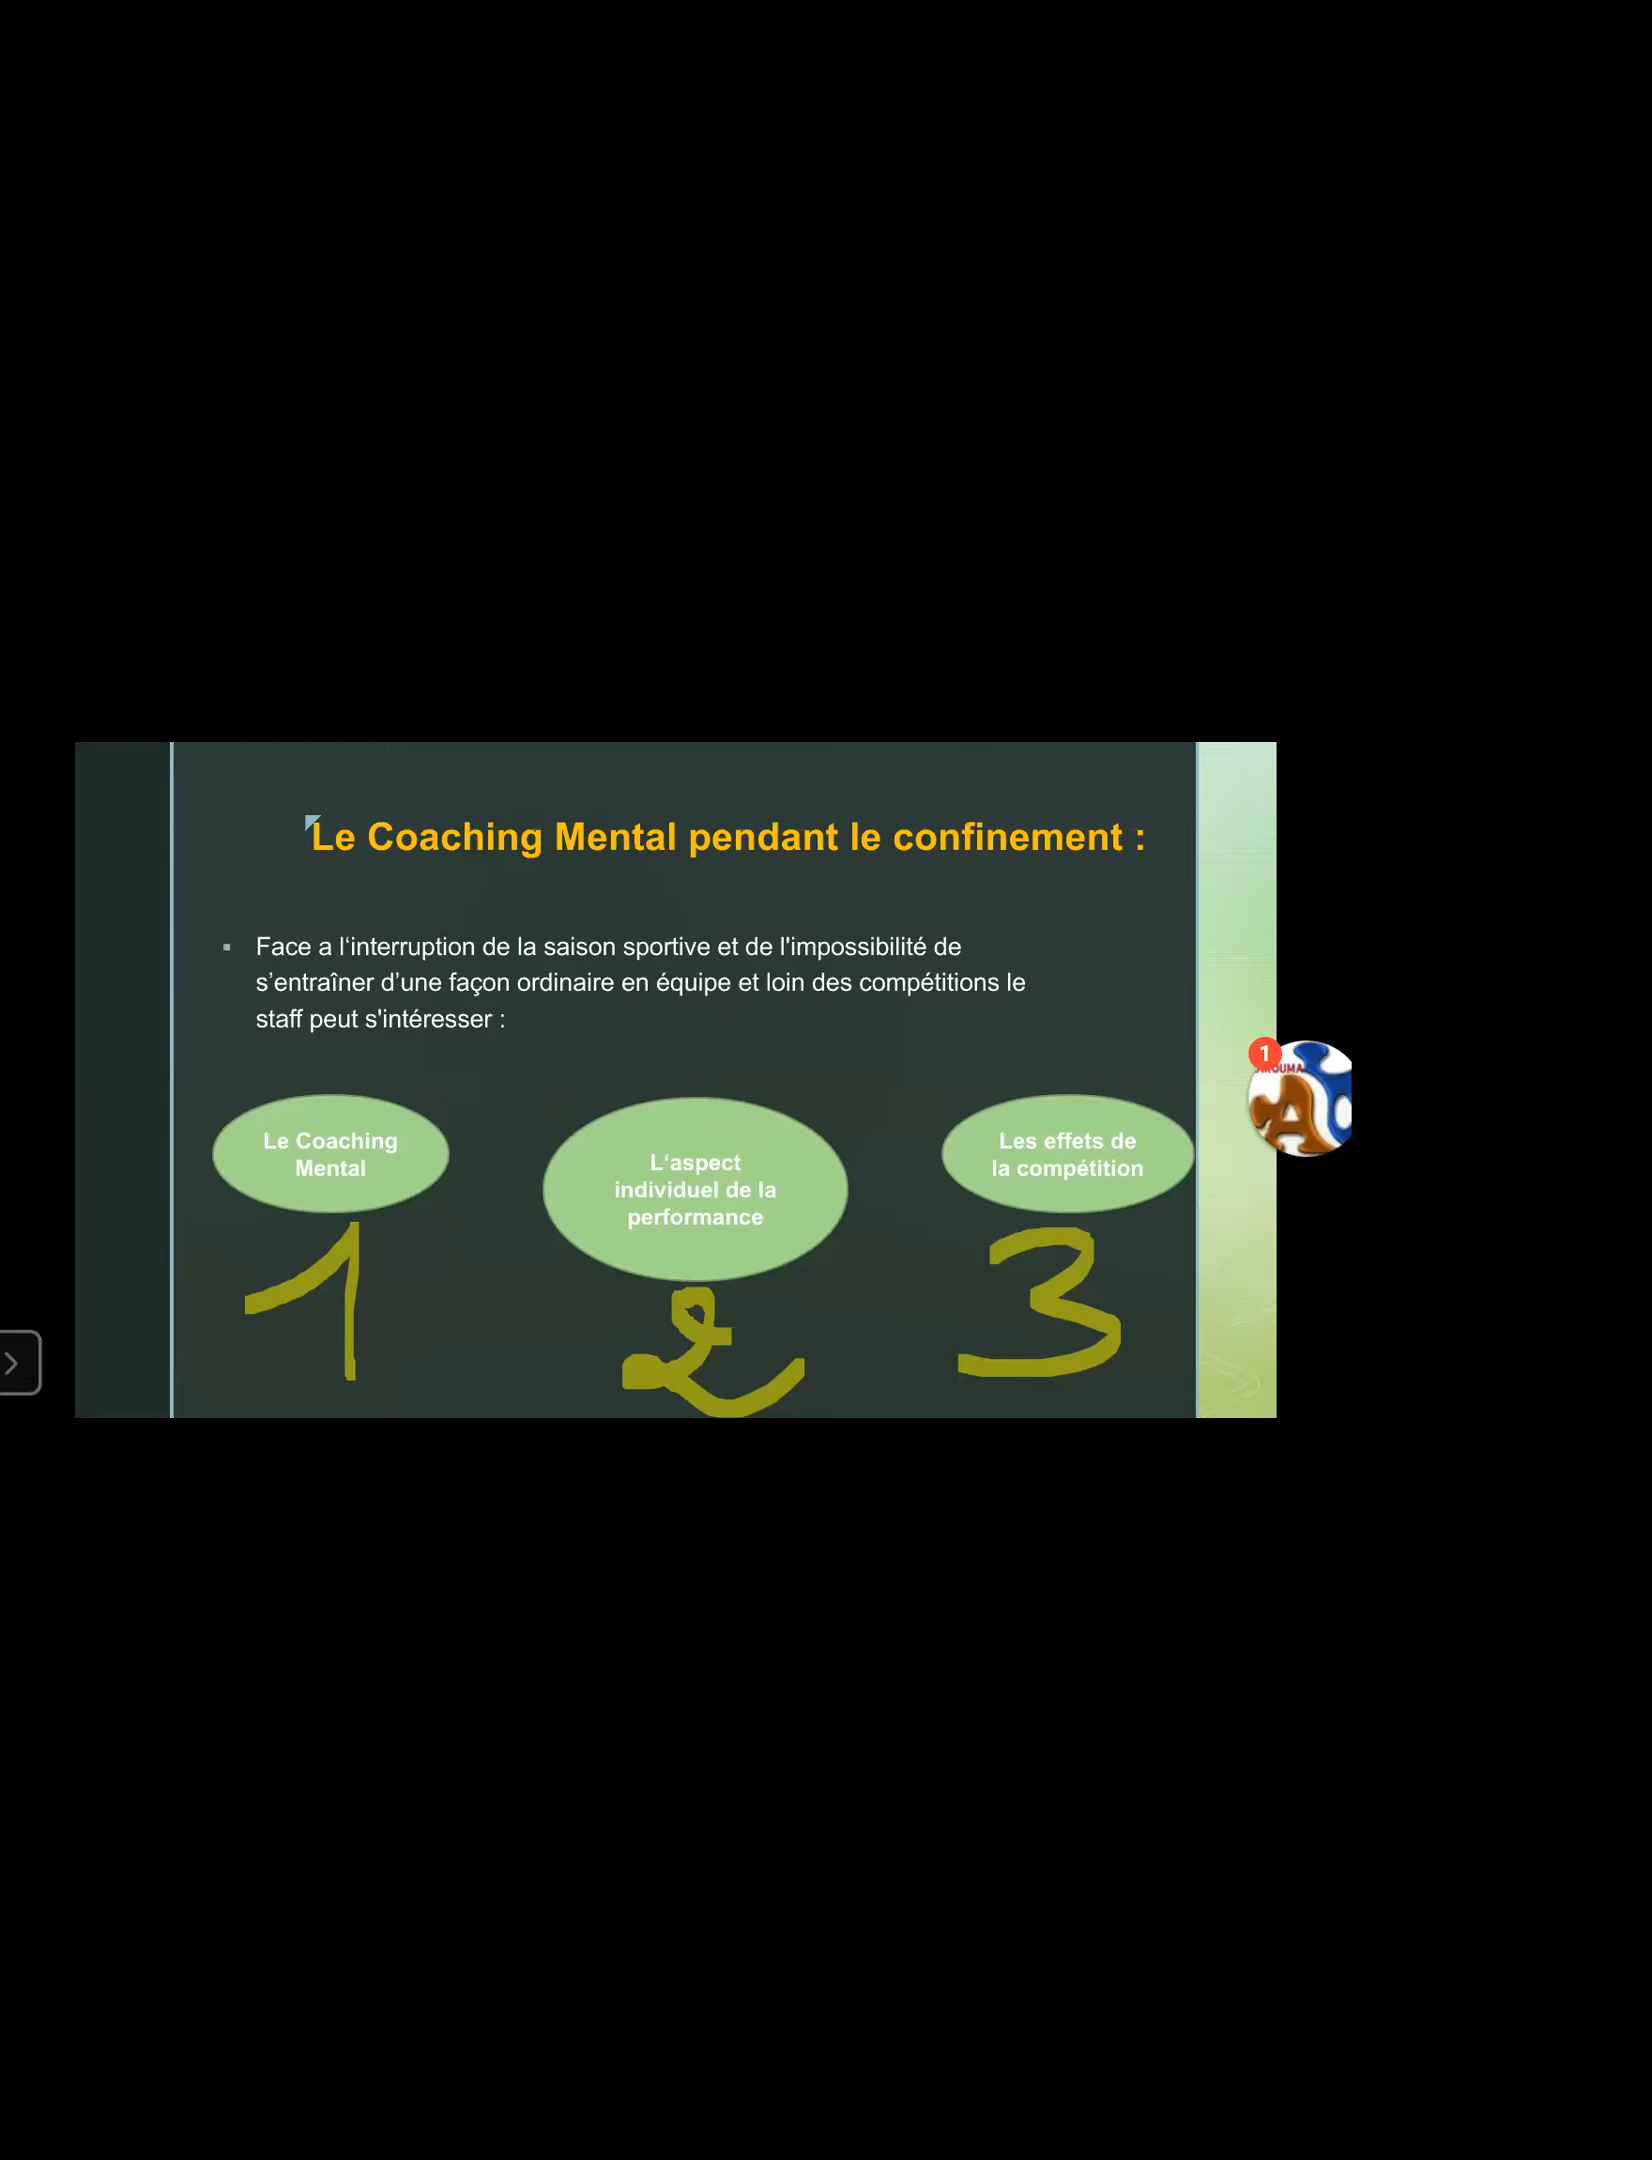 Le Coaching Mental pendant le confinement :
Face a l‘interruption de la saison sportive et de l'impossibilité de
s’entraîner d’une façon ordinaire en équipe et loin des compétitions le
staff peut s'intéresser :
Le Coaching
Mental
L‘aspect
individuel de la
performance
Les effets de
la compétition
1
2
3
1